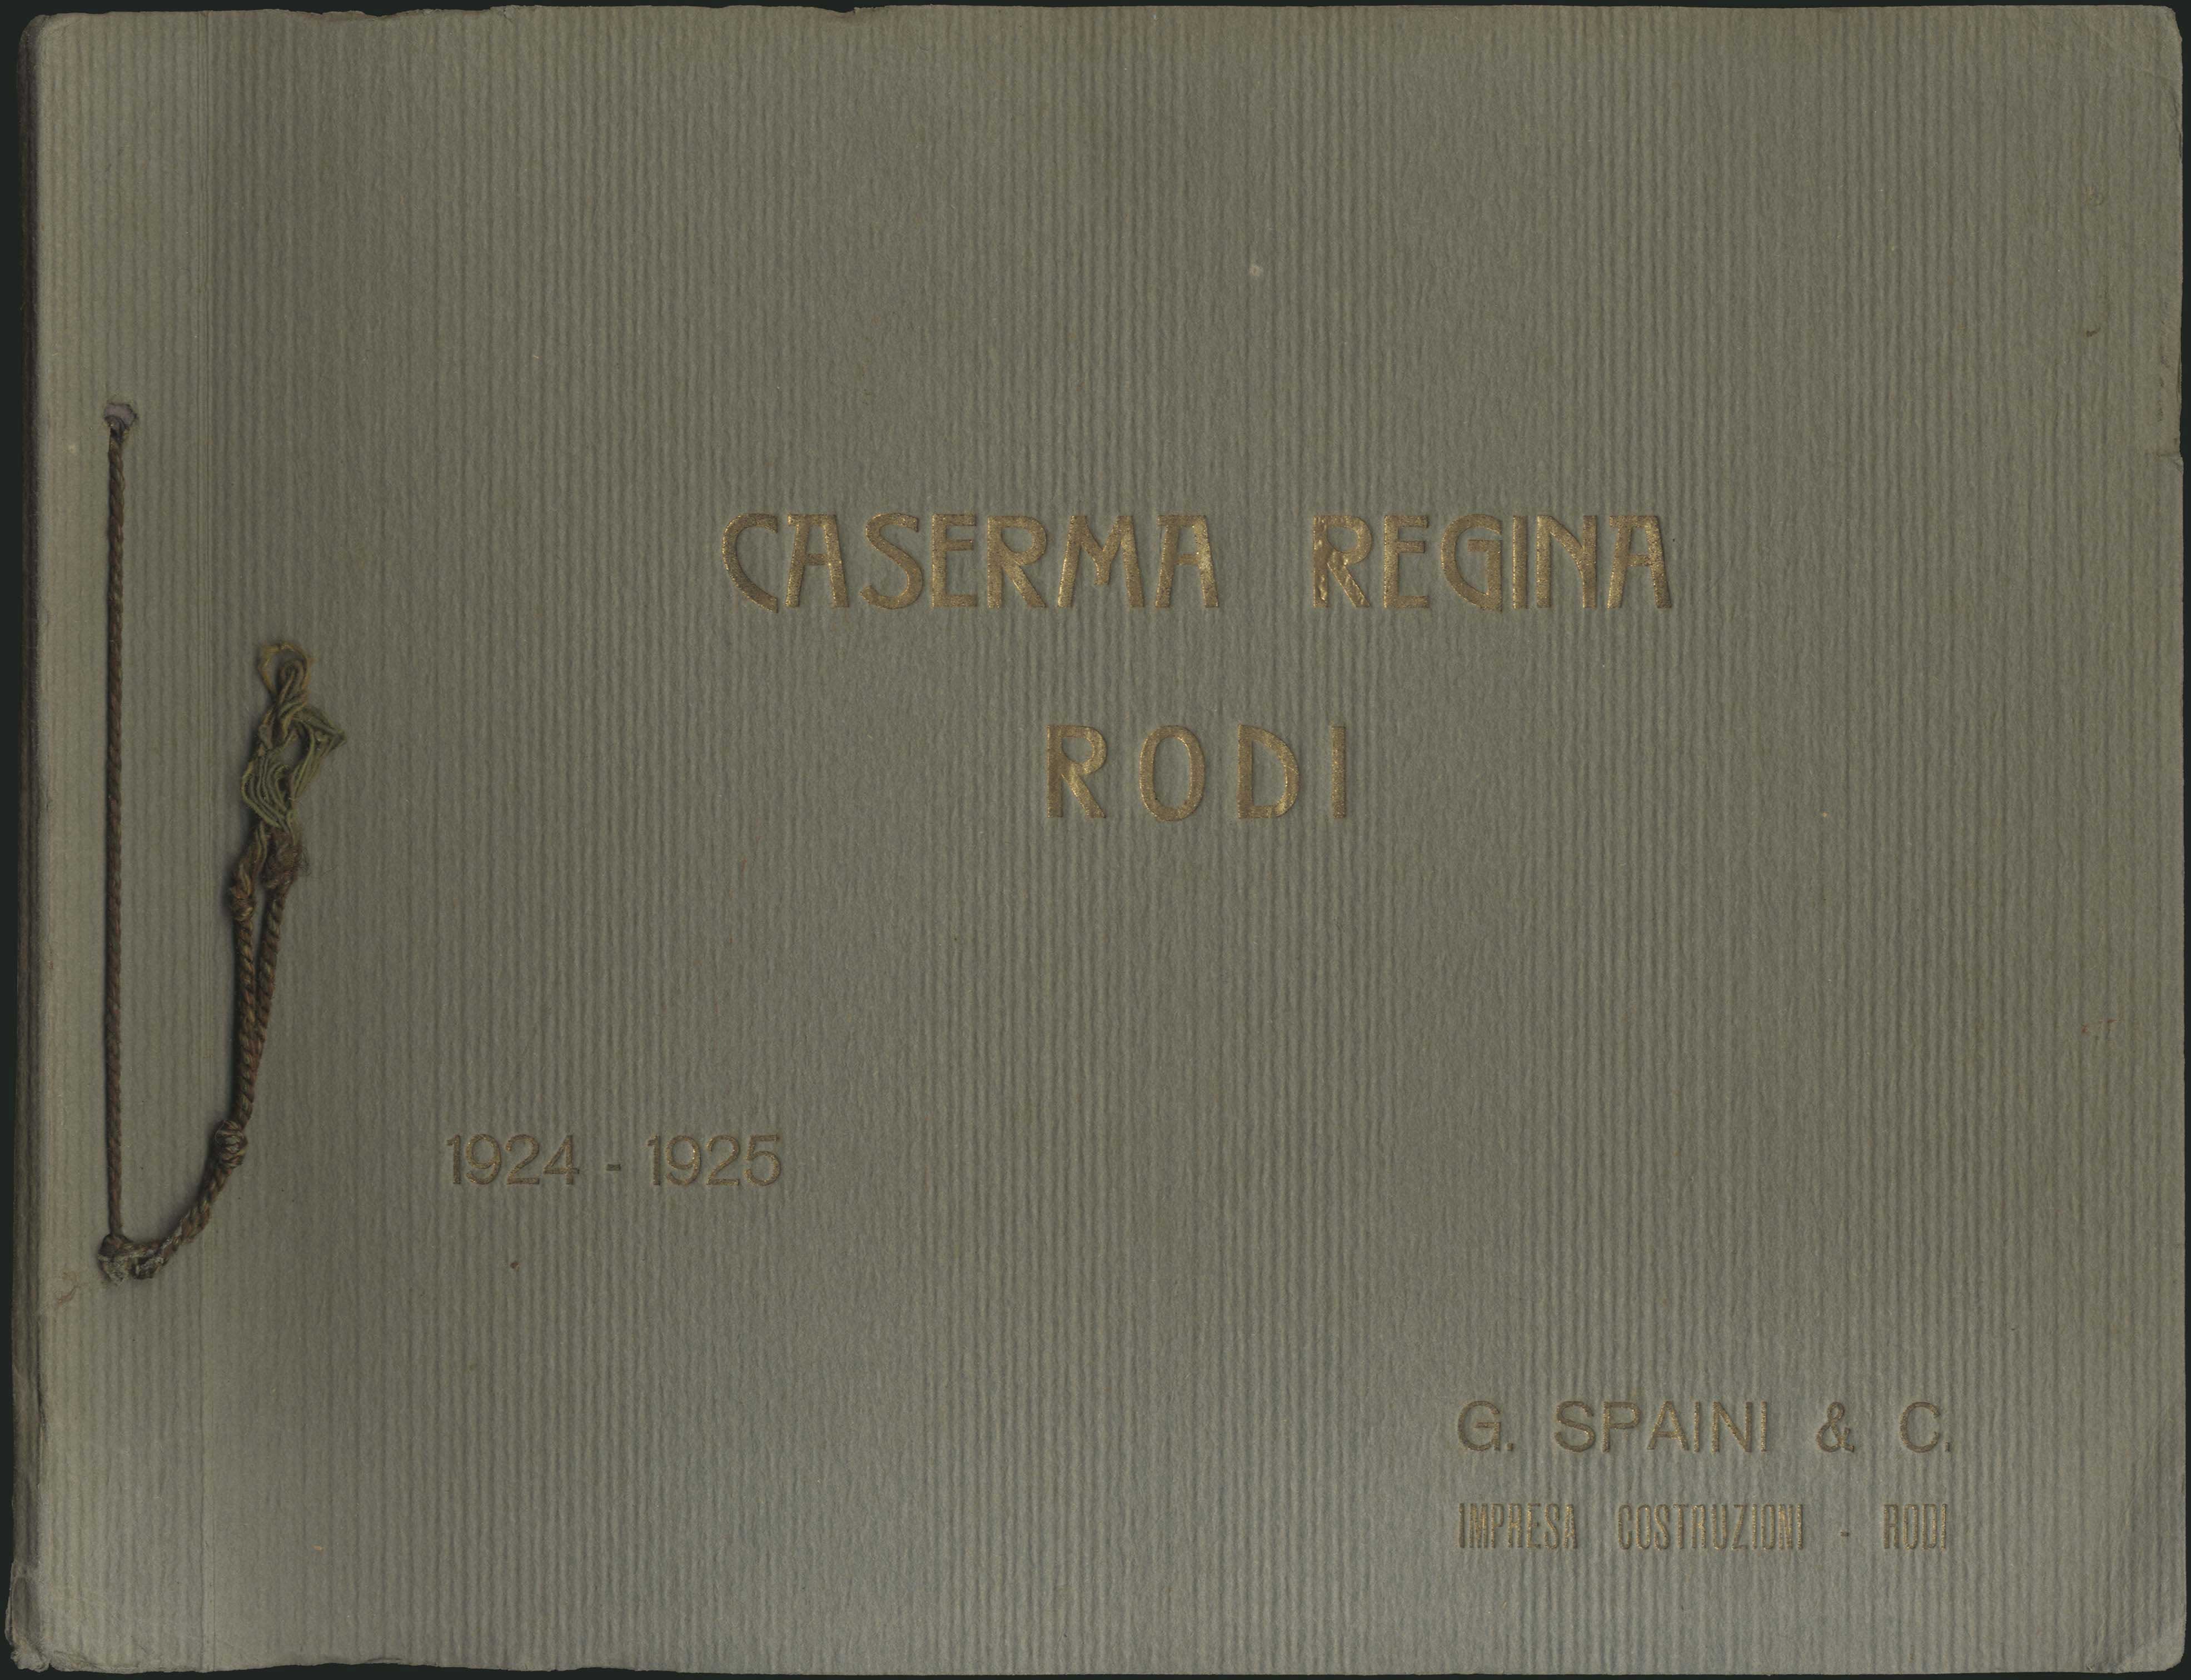 CASERMA REGINA
RODI
1924 - 1925
G. SPAINI & C.
IMPRESA COSTRUZIONI - RODI